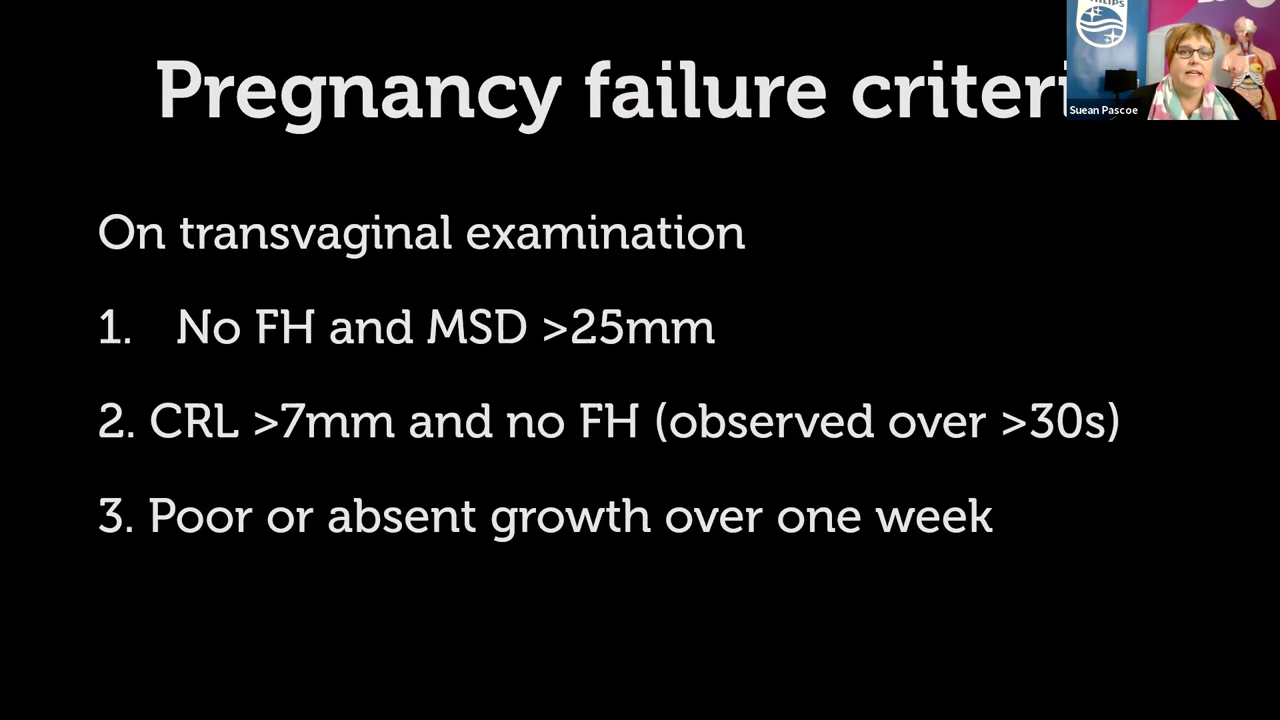 Pregnancy failure criteri
Suean Pascoe
On transvaginal examination
1. No FH and MSD >25mm
2. CRL >7mm and no FH (observed over >30s)
3. Poor or absent growth over one week